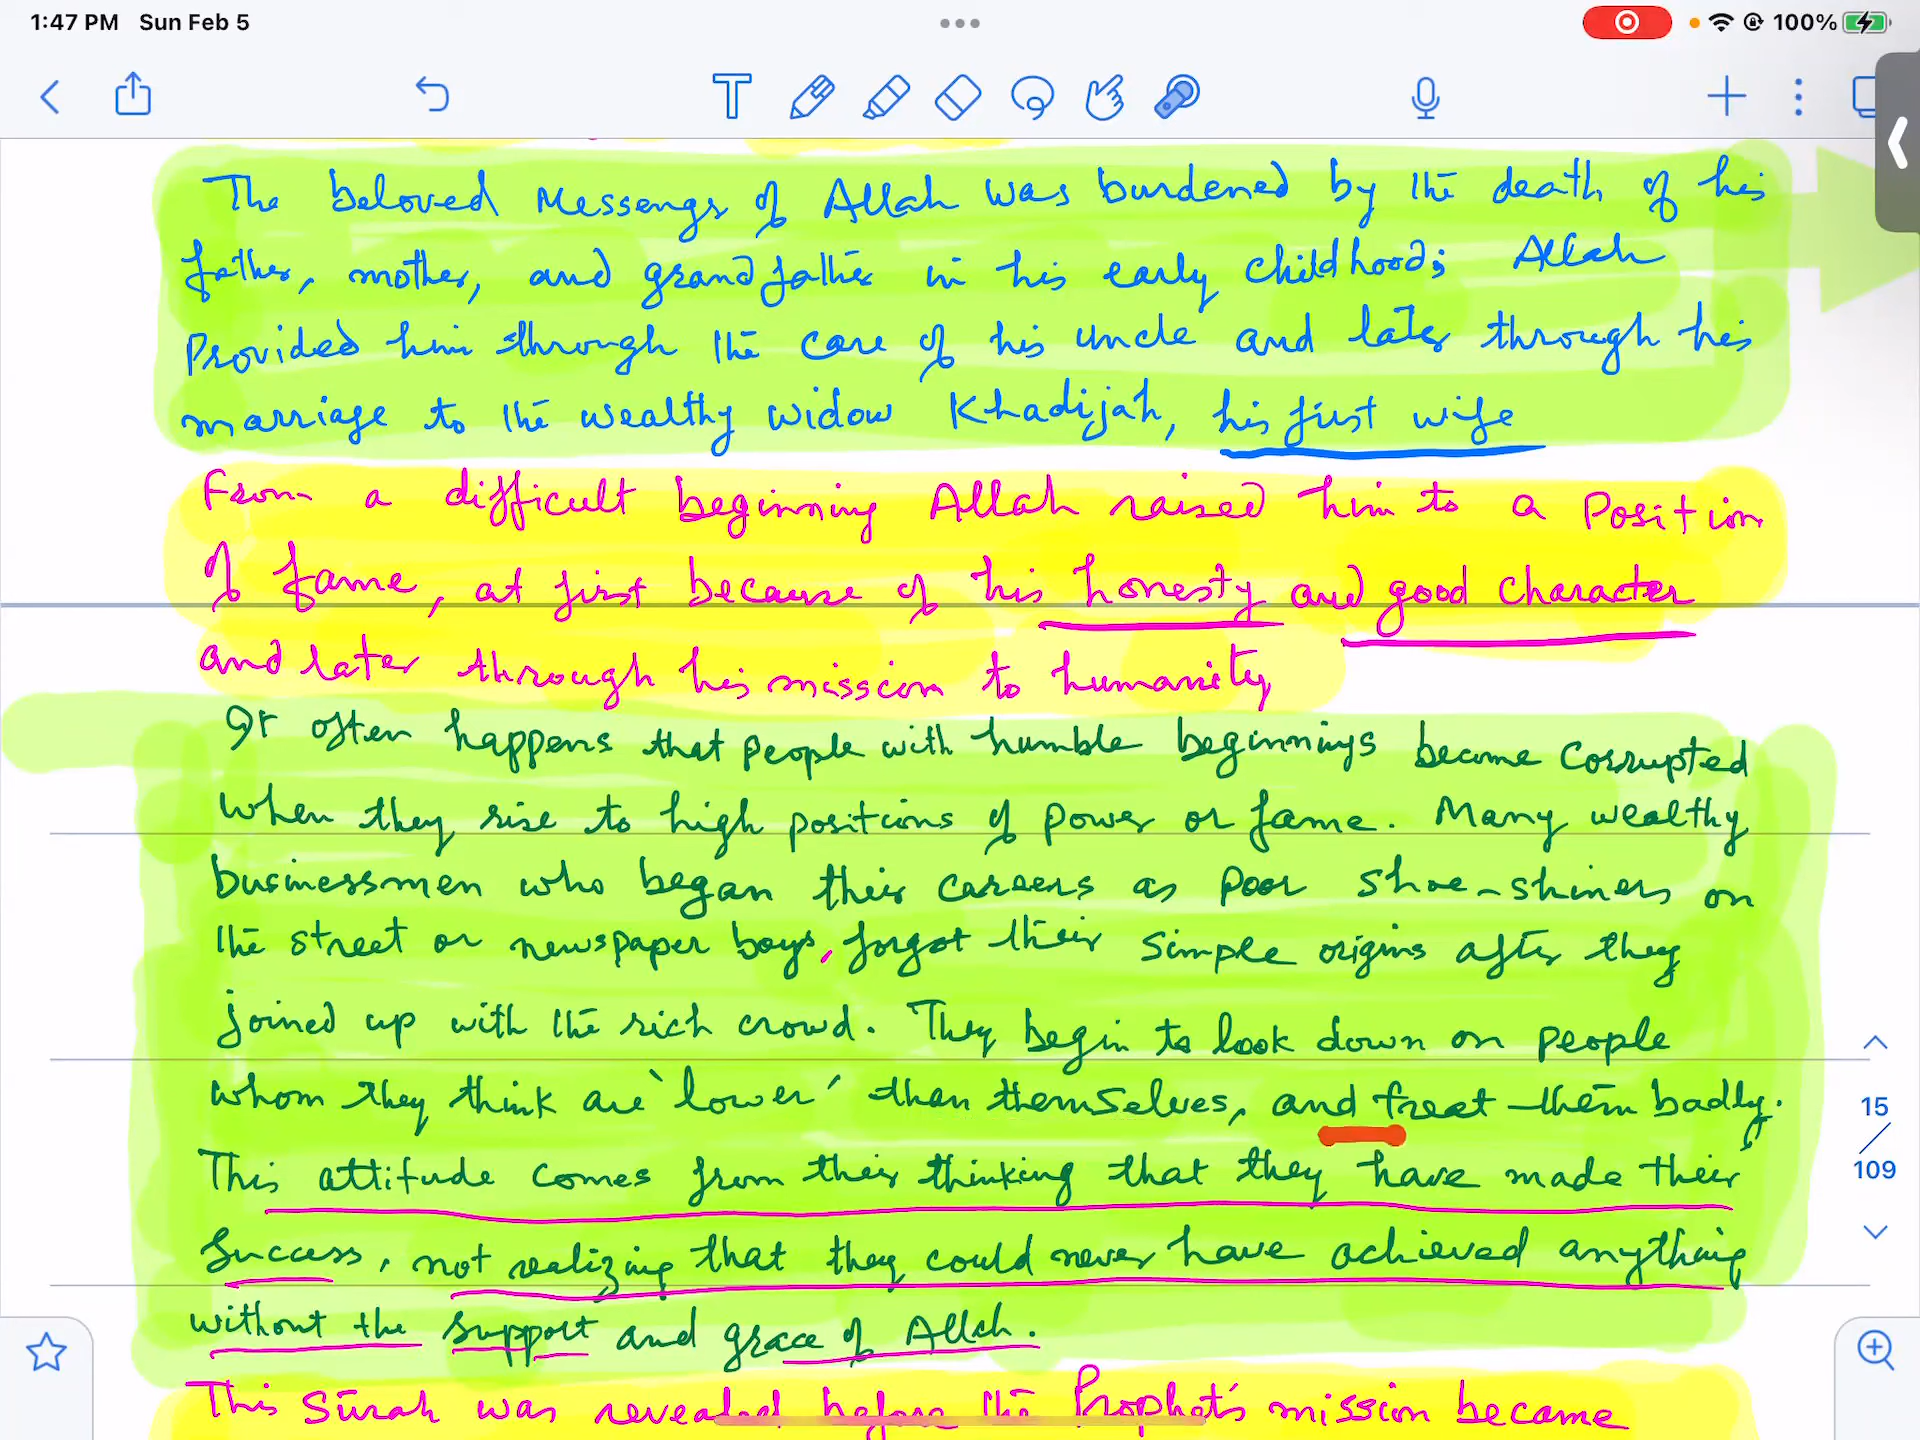 1:47 PM Sun Feb 5
100%
The beloved Messenger of Allah was burdened by the death of his
father, mother, and grandfather in his early childhood; Allah
Provided him through the care of his uncle and later through his
marriage to the wealthy widow Khadijah, his first wife
From a difficult beginning Allah raised him to a Position
of fame, at first because of his honesty and good character
and later through his mission to humanity
It often happens that people with humble beginnings become corrupted
when they rise to high positions of power or fame. Many wealthy
businessmen who began their careers as poor shoe-shiners on
the street or newspaper boys, forgot their simple origins after they
joined up with the rich crowd. They begin to look down on people
whom they think are 'lower' than themselves, and treat them badly.
This attitude comes from their thinking that they have made their
Success, not realizing that they could never have achieved anything
without the support and grace of Allah.
This Sūrah was revealed before the Prophet's mission became
15
/
109